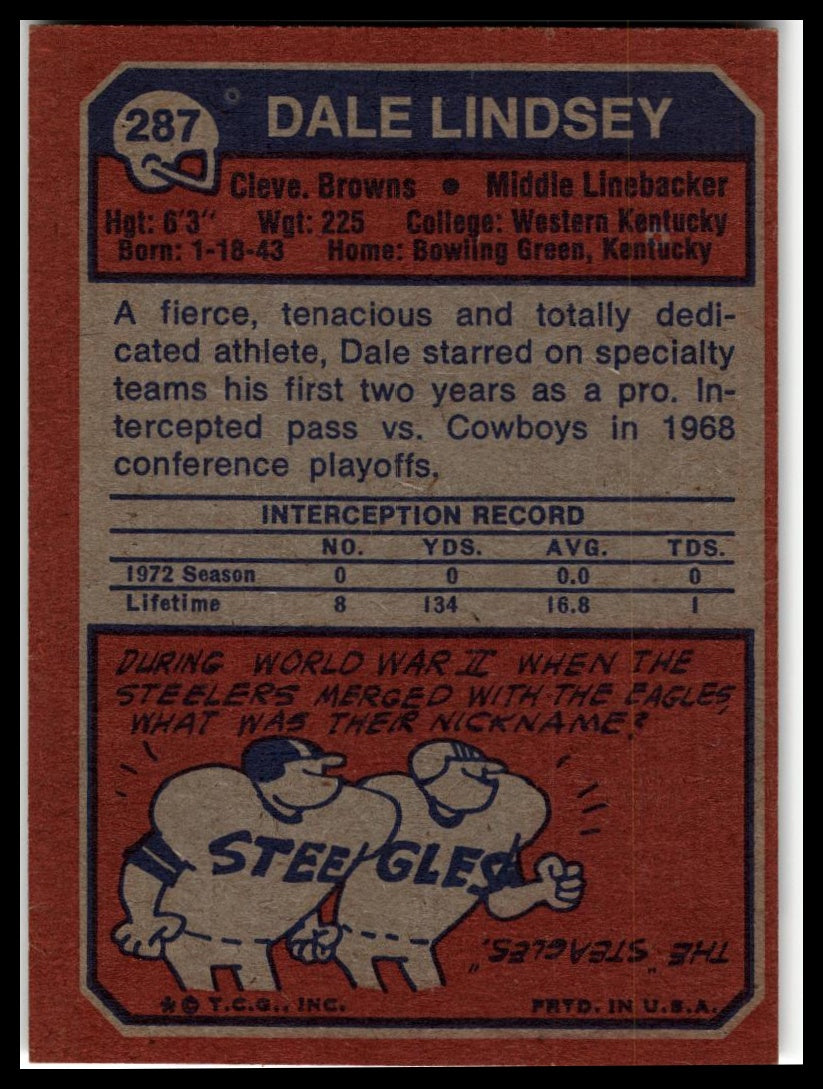 287
DALE LINDSEY
Cleve. Browns • Middle Linebacker
Hgt: 6'3" Wgt: 225 College: Western Kentucky
Born: 1-18-43 Home: Bowling Green, Kentucky
A fierce, tenacious and totally dedi-
cated athlete, Dale starred on specialty
teams his first two years as a pro. In-
tercepted pass vs. Cowboys in 1968
conference playoffs.
INTERCEPTION RECORD
NO. YDS. AVG. TDS.
1972 Season 0 0 0.0 0
Lifetime 8 134 16.8 1
DURING WORLD WAR II WHEN THE
STEELERS MERGED WITH THE EAGLES,
WHAT WAS THEIR NICKNAME?
STEE GLES
THE "STEAGLES."
* © T.C.G., INC. PRTD. IN U.S.A.